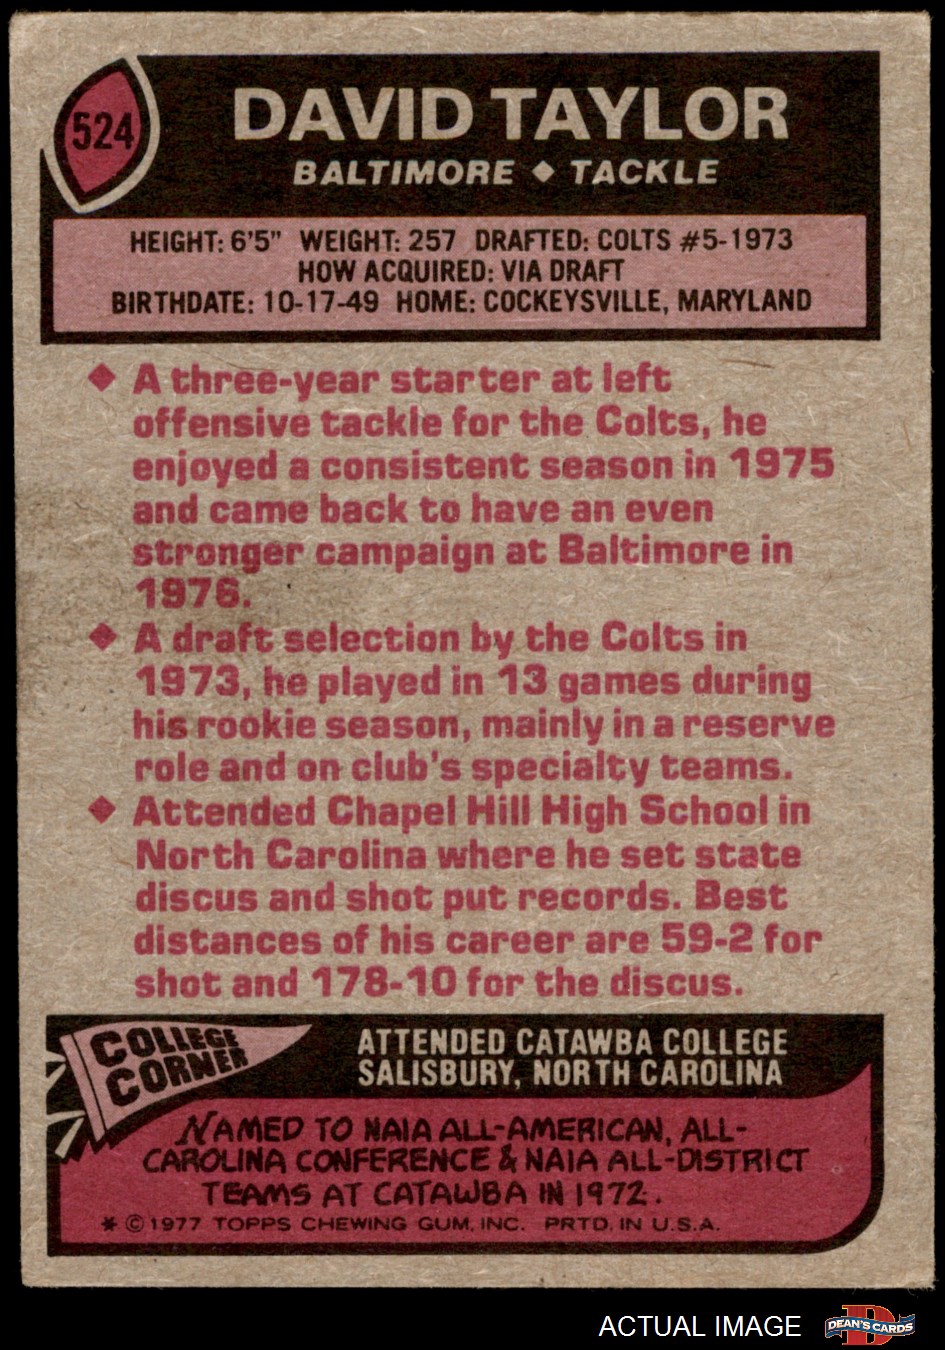 524
DAVID TAYLOR
BALTIMORE ◆ TACKLE
HEIGHT: 6'5" WEIGHT: 257 DRAFTED: COLTS #5-1973
HOW ACQUIRED: VIA DRAFT
BIRTHDATE: 10-17-49 HOME: COCKEYSVILLE, MARYLAND
◆ A three-year starter at left
offensive tackle for the Colts, he
enjoyed a consistent season in 1975
and came back to have an even
stronger campaign at Baltimore in
1976.
◆ A draft selection by the Colts in
1973, he played in 13 games during
his rookie season, mainly in a reserve
role and on club's specialty teams.
◆ Attended Chapel Hill High School in
North Carolina where he set state
discus and shot put records. Best
distances of his career are 59-2 for
shot and 178-10 for the discus.
COLLEGE
CORNER
ATTENDED CATAWBA COLLEGE
SALISBURY, NORTH CAROLINA
NAMED TO NAIA ALL-AMERICAN, ALL-
CAROLINA CONFERENCE & NAIA ALL-DISTRICT
TEAMS AT CATAWBA IN 1972.
* © 1977 TOPPS CHEWING GUM, INC. PRTD. IN U.S.A.
ACTUAL IMAGE
D
DEAN'S CARDS